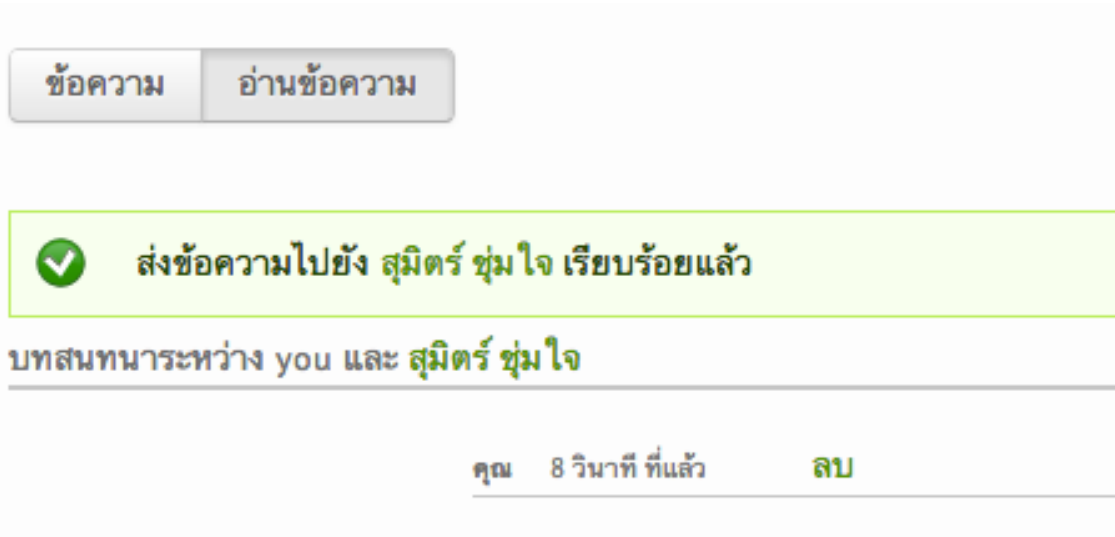 ข้อความ อ่านข้อความ
ส่งข้อความไปยัง สุมิตร์ ชุ่มใจ เรียบร้อยแล้ว
บทสนทนาระหว่าง you และ สุมิตร์ ชุ่มใจ
คุณ 8 วินาที ที่แล้ว ลบ